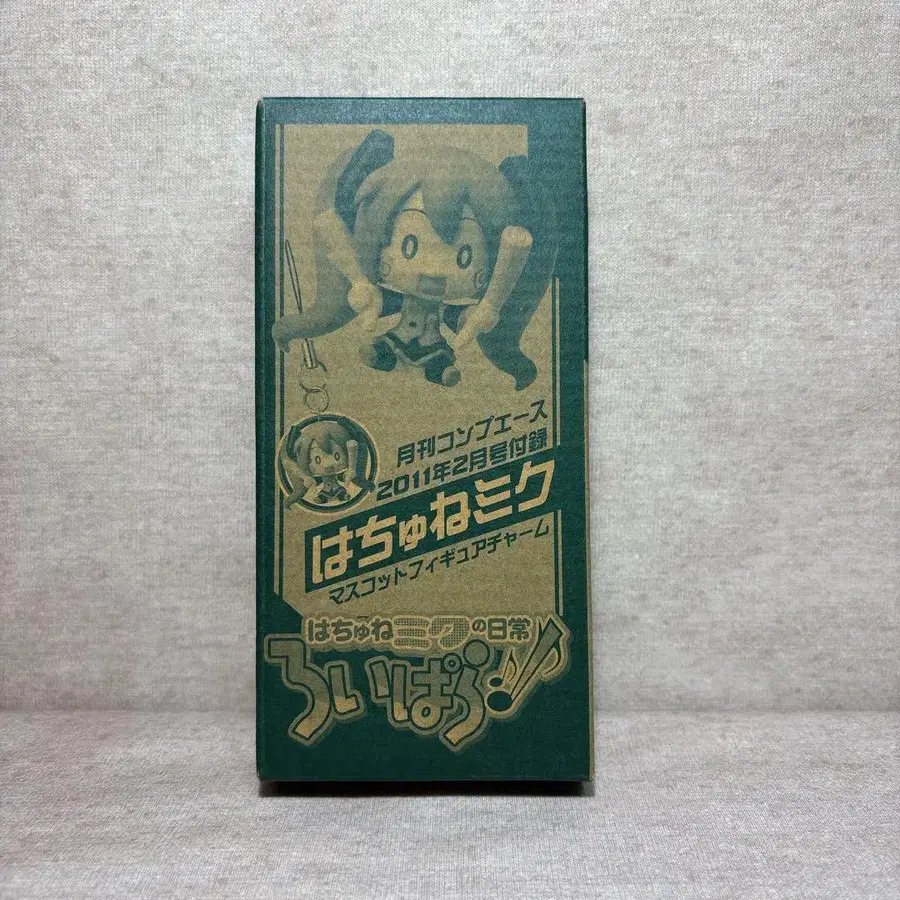 月刊コンプエース
2011年2月号付録
はちゅねミク
マスコットフィギュアチャーム
はちゅねミクの日常
ろいぱら